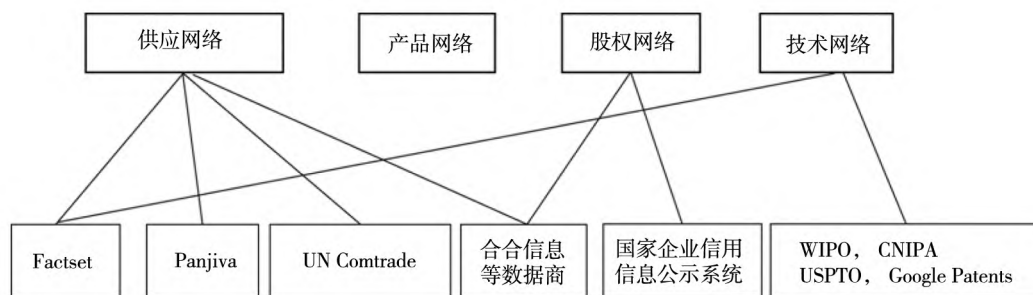 供应网络
产品网络
股权网络
技术网络
Factset
Panjiva
UN Comtrade
合合信息
等数据商
国家企业信用
信息公示系统
WIPO, CNIPA
USPTO, Google Patents